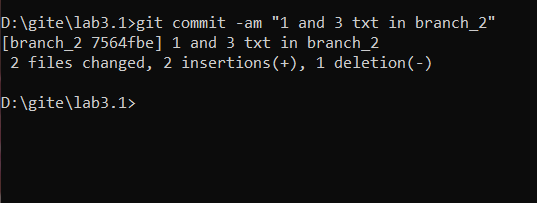 D:\gite\lab3.1>git commit -am "1 and 3 txt in branch_2"
[branch_2 7564fbe] 1 and 3 txt in branch_2
 2 files changed, 2 insertions(+), 1 deletion(-)
D:\gite\lab3.1>